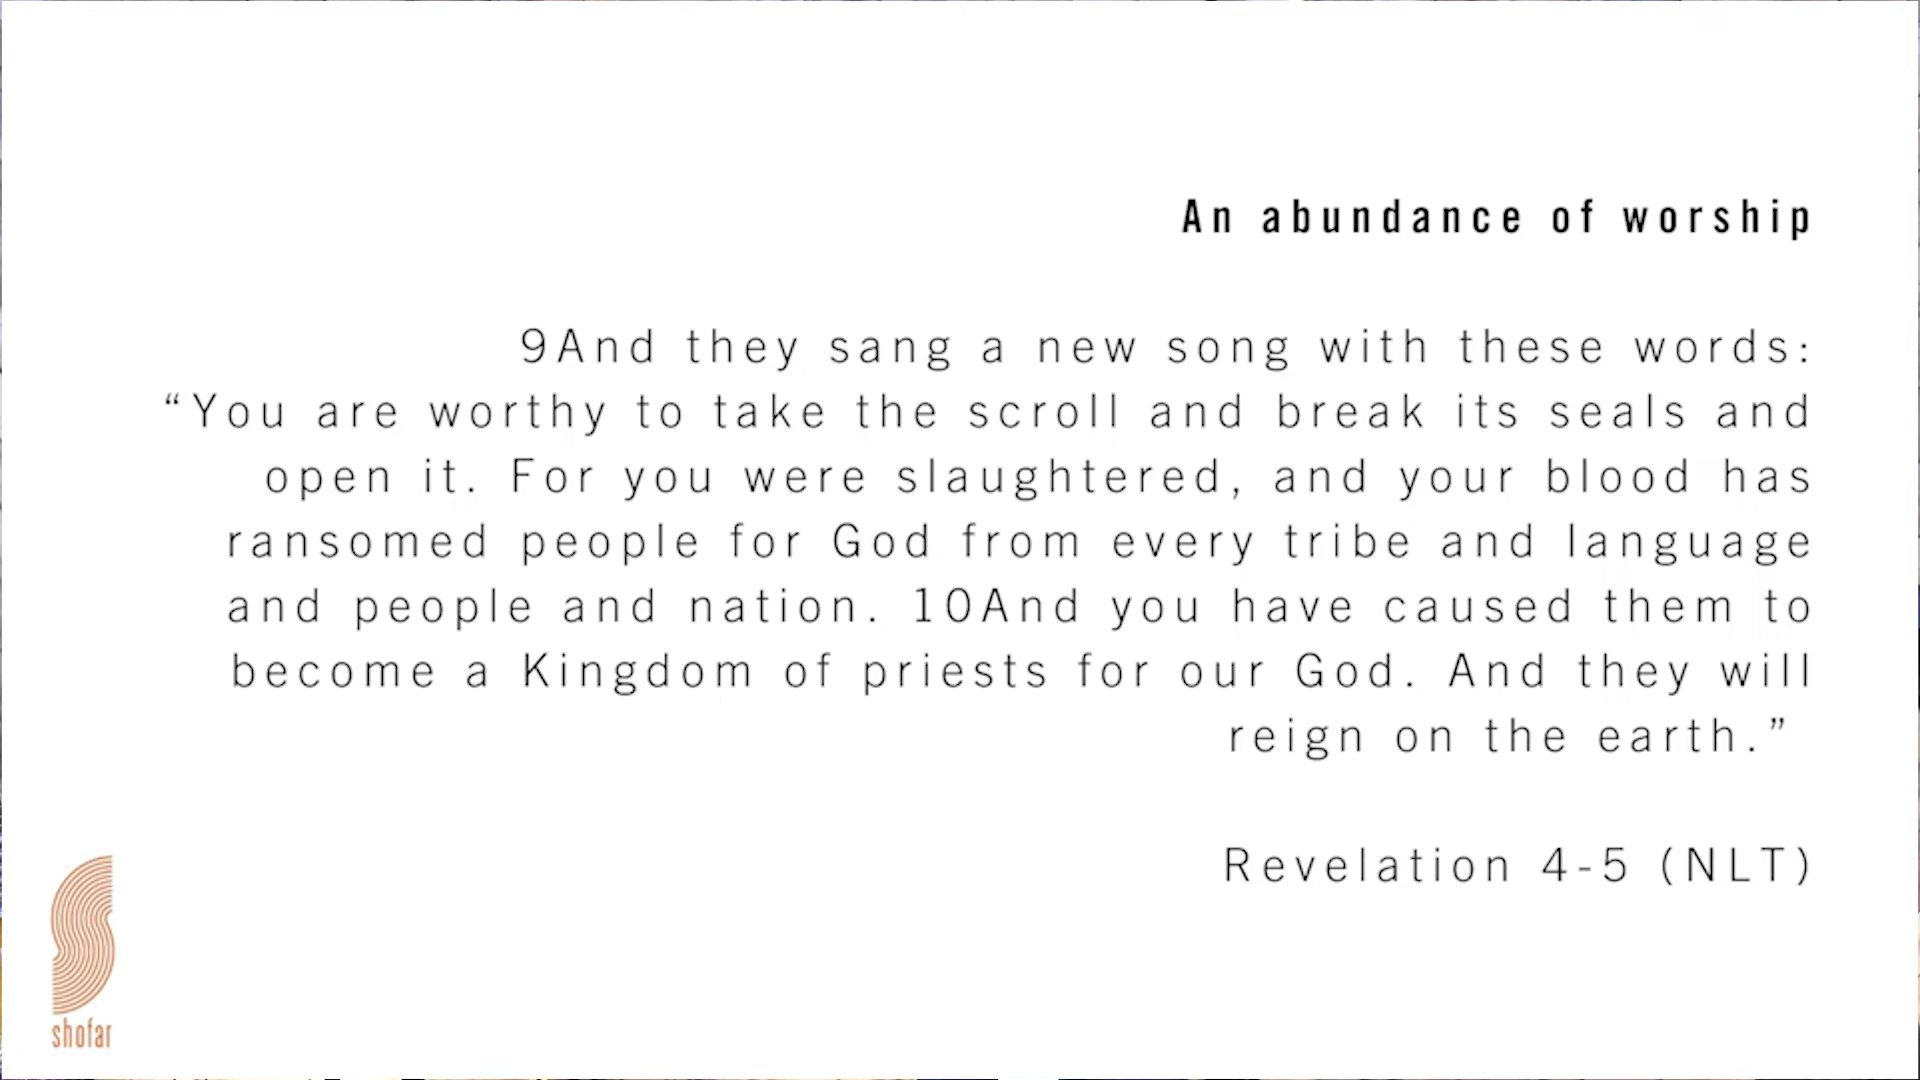 An abundance of worship
9And they sang a new song with these words:
“You are worthy to take the scroll and break its seals and
open it. For you were slaughtered, and your blood has
ransomed people for God from every tribe and language
and people and nation. 10And you have caused them to
become a Kingdom of priests for our God. And they will
reign on the earth.”
Revelation 4-5 (NLT)
shofar